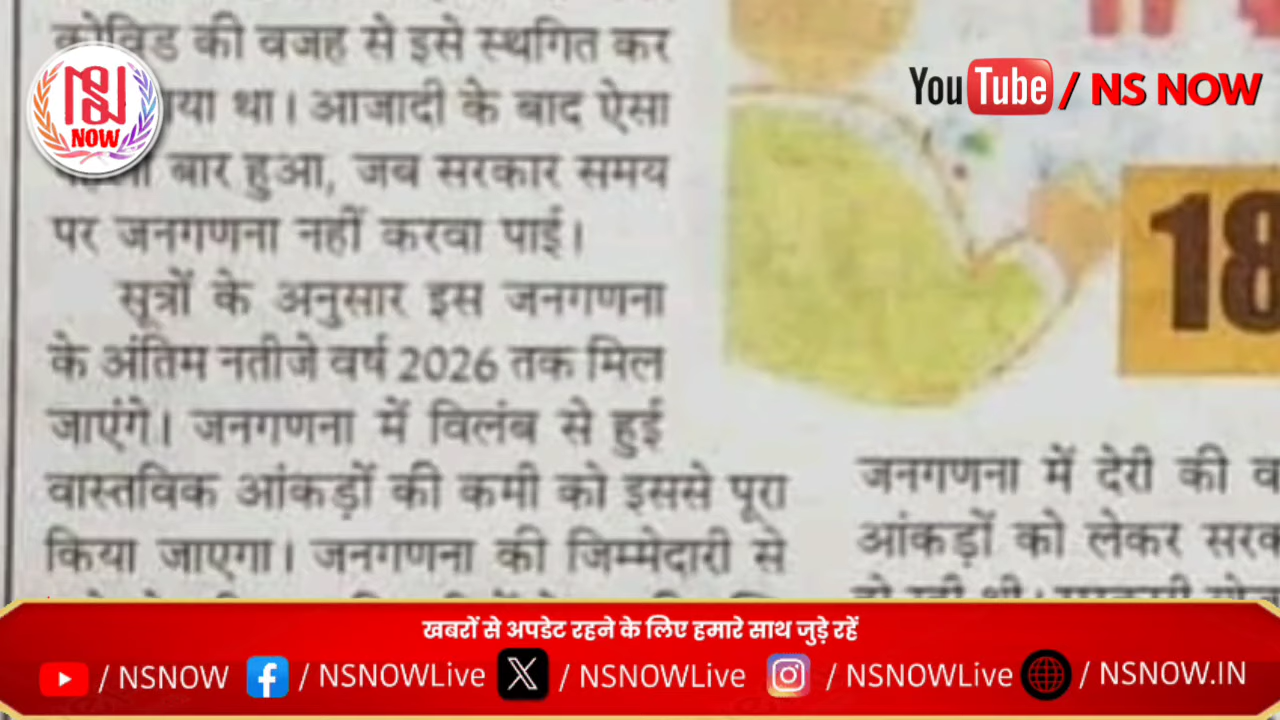 कोविड की वजह से इसे स्थगित कर
था। आजादी के बाद ऐसा
बार हुआ, जब सरकार समय
पर जनगणना नहीं करवा पाई।
सूत्रों के अनुसार इस जनगणना
के अंतिम नतीजे वर्ष 2026 तक मिल
जाएंगे। जनगणना में विलंब से हुई
वास्तविक आंकड़ों की कमी को इससे पूरा
किया जाएगा। जनगणना की जिम्मेदारी से
18
जनगणना में देरी की
आंकड़ों को लेकर
NS NOW
YouTube / NS NOW
खबरों से अपडेट रहने के लिए हमारे साथ जुड़े रहें
/ NSNOW / NSNOWLive X / NSNOWLive / NSNOWLive / NSNOW.IN